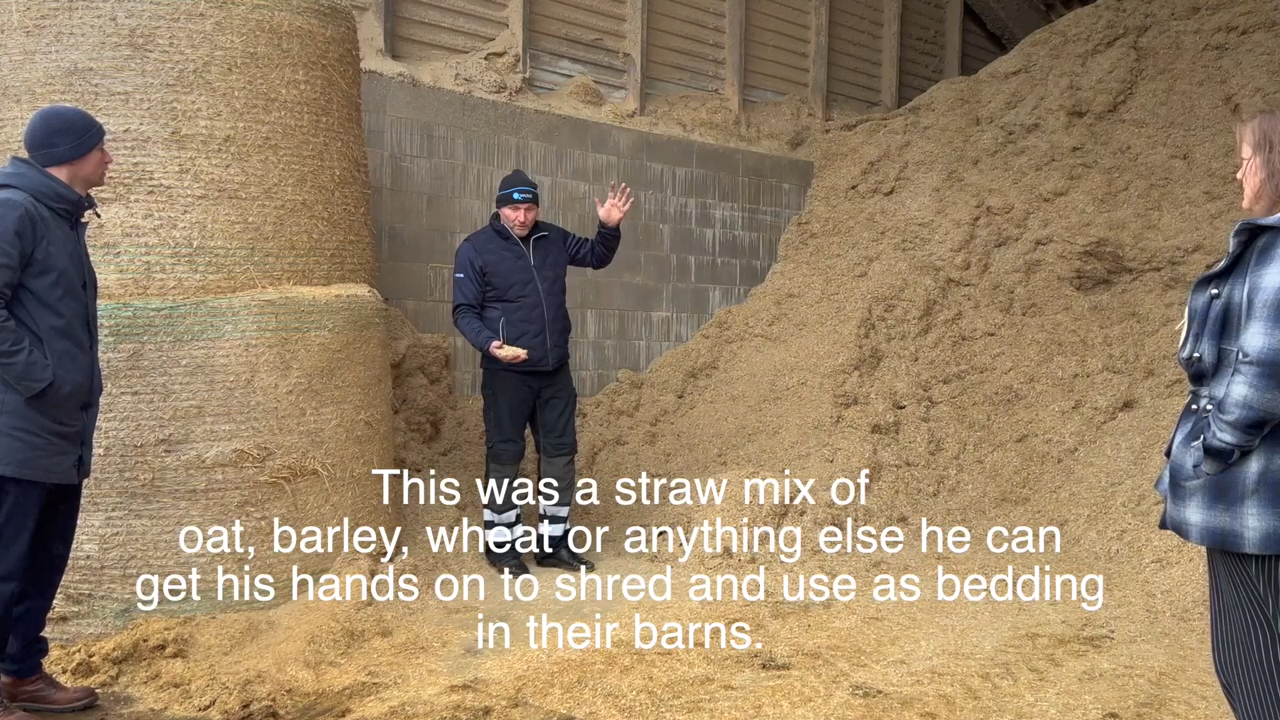 This was a straw mix of
oat, barley, wheat or anything else he can
get his hands on to shred and use as bedding
in their barns.